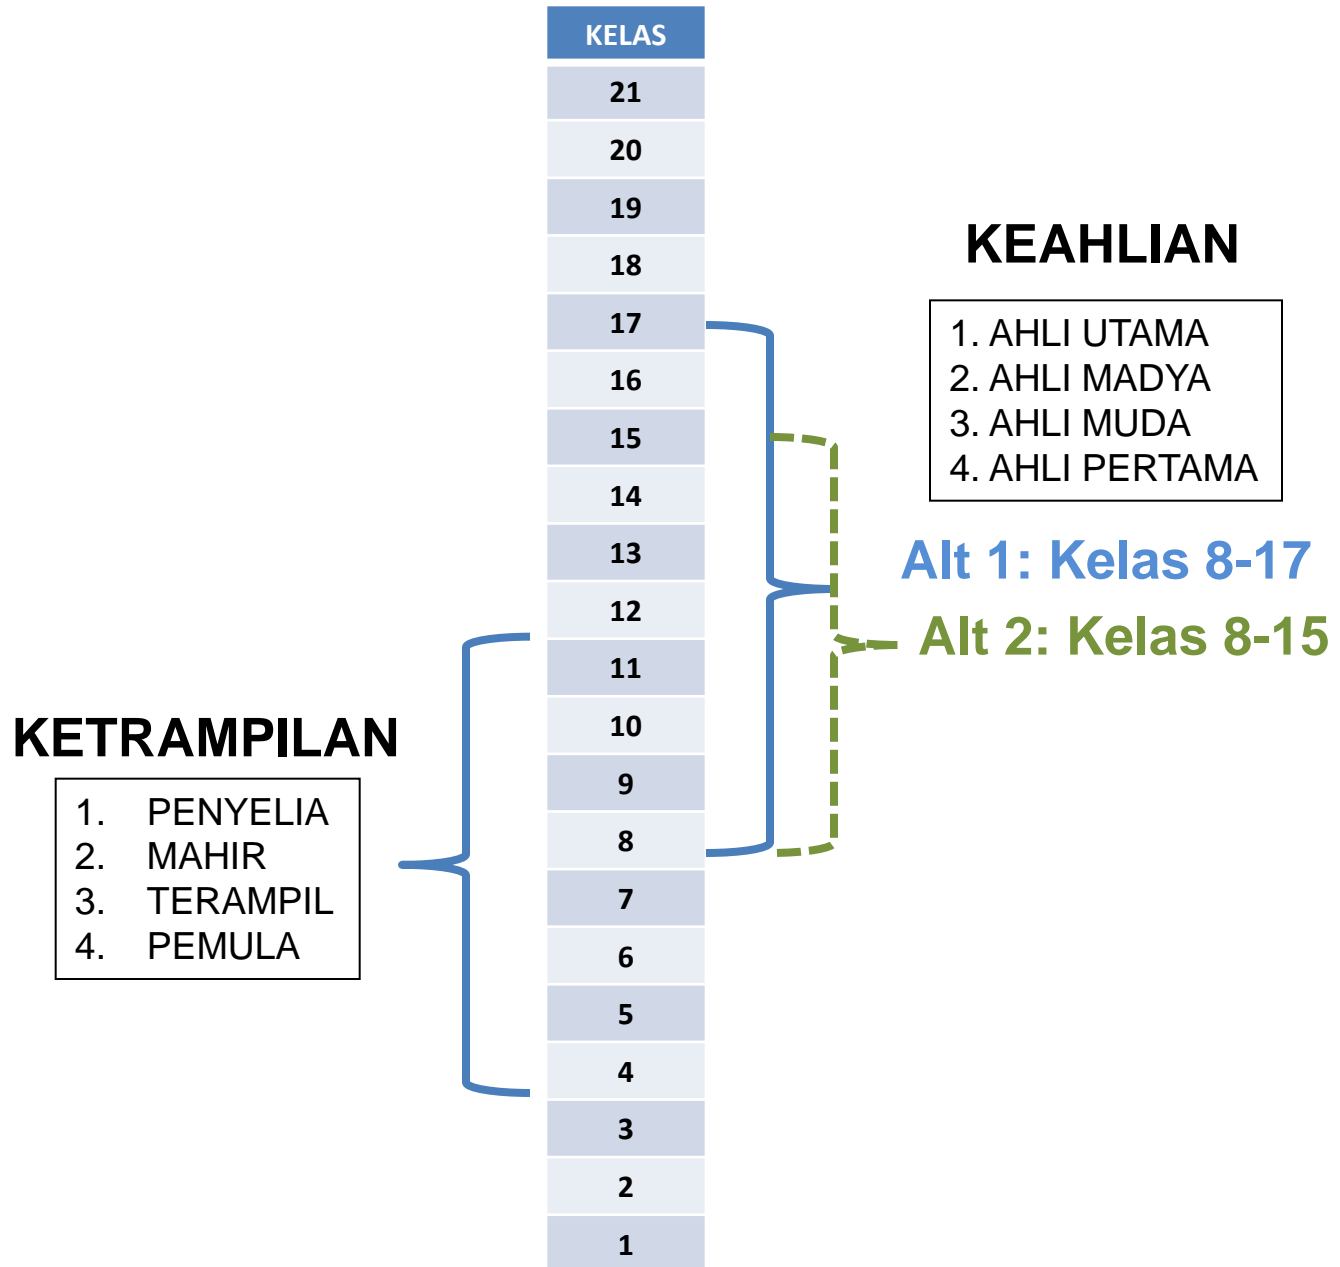 KELAS
21
20
19
18
17
16
15
14
13
12
11
10
9
8
7
6
5
4
3
2
1
KEAHLIAN
1. AHLI UTAMA
2. AHLI MADYA
3. AHLI MUDA
4. AHLI PERTAMA
Alt 1: Kelas 8-17
Alt 2: Kelas 8-15
KETRAMPILAN
1. PENYELIA
2. MAHIR
3. TERAMPIL
4. PEMULA